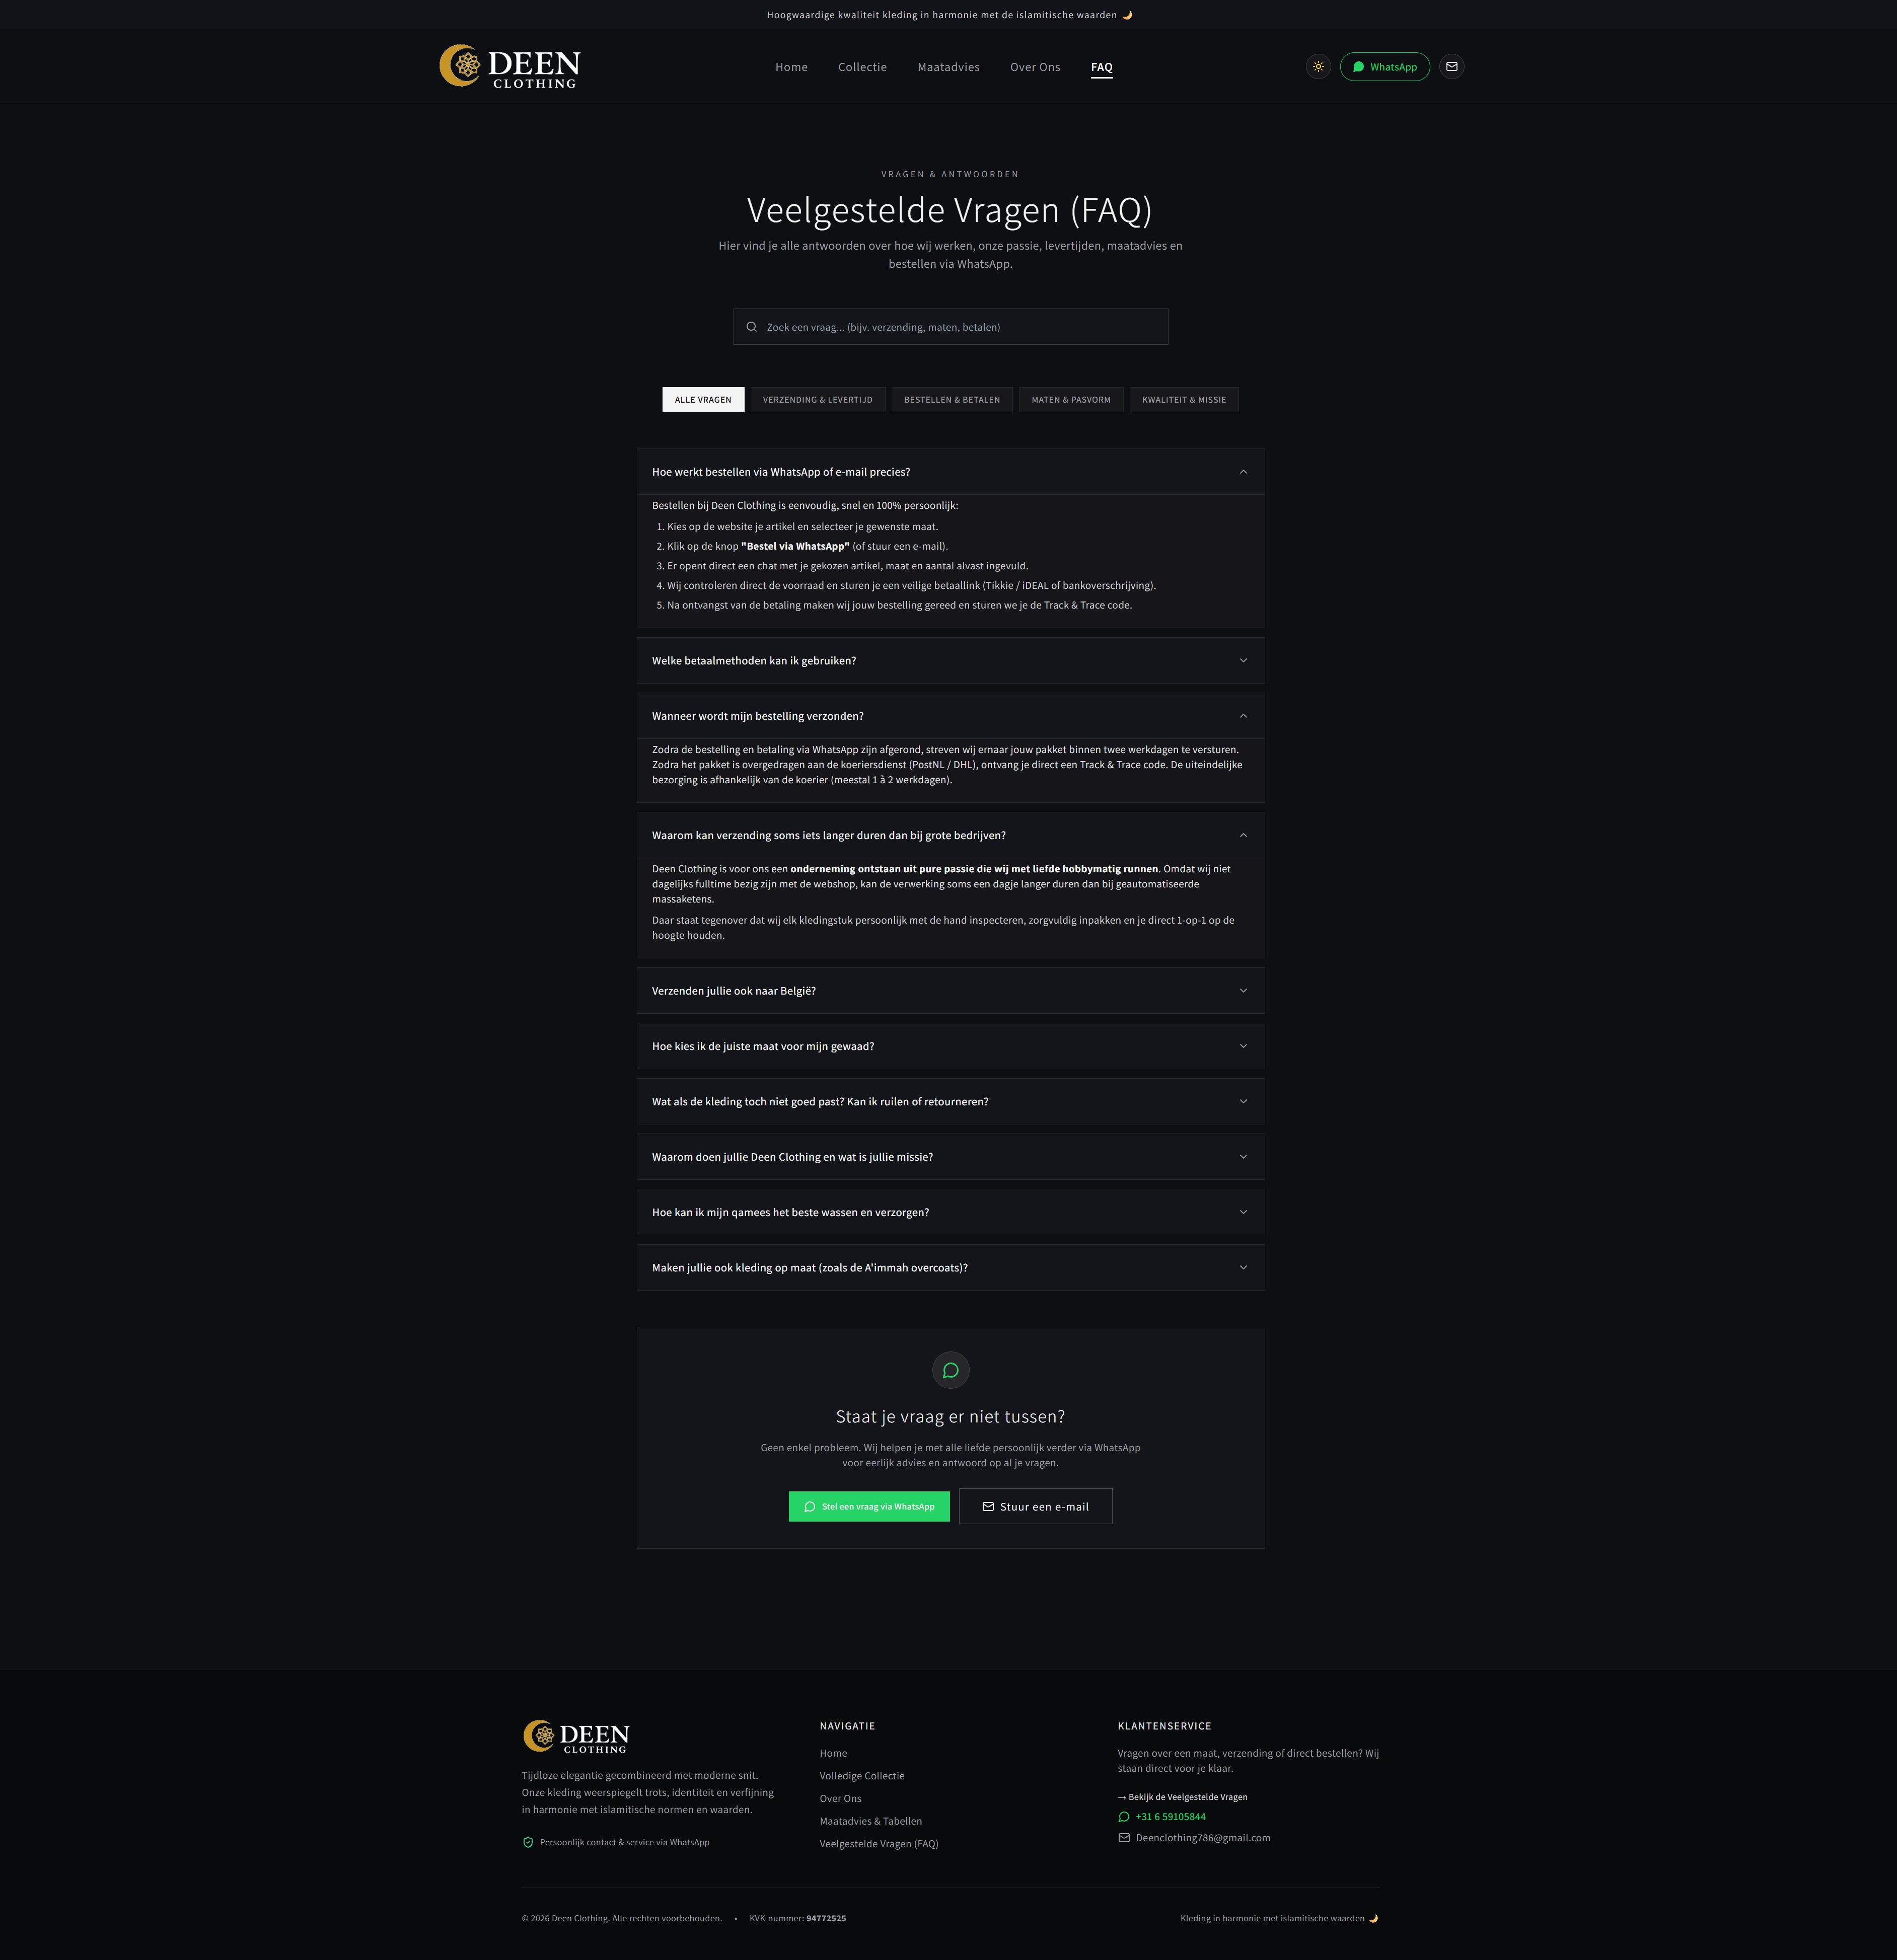 Hoogwaardige kwaliteit kleding in harmonie met de islamitische waarden 🌙
DEEN
CLOTHING
Home
Collectie
Maatadvies
Over Ons
FAQ
WhatsApp
VRAGEN & ANTWOORDEN
Veelgestelde Vragen (FAQ)
Hier vind je alle antwoorden over hoe wij werken, onze passie, levertijden, maatadvies en
bestellen via WhatsApp.
Zoek een vraag... (bijv. verzending, maten, betalen)
ALLE VRAGEN
VERZENDING & LEVERTIJD
BESTELLEN & BETALEN
MATEN & PASVORM
KWALITEIT & MISSIE
Hoe werkt bestellen via WhatsApp of e-mail precies?
Bestellen bij Deen Clothing is eenvoudig, snel en 100% persoonlijk:
1. Kies op de website je artikel en selecteer je gewenste maat.
2. Klik op de knop "Bestel via WhatsApp" (of stuur een e-mail).
3. Er opent direct een chat met je gekozen artikel, maat en aantal alvast ingevuld.
4. Wij controleren direct de voorraad en sturen je een veilige betaallink (Tikkie / iDEAL of bankoverschrijving).
5. Na ontvangst van de betaling maken wij jouw bestelling gereed en sturen we je de Track & Trace code.
Welke betaalmethoden kan ik gebruiken?
Wanneer wordt mijn bestelling verzonden?
Zodra de bestelling en betaling via WhatsApp zijn afgerond, streven wij ernaar jouw pakket binnen twee werkdagen te versturen.
Zodra het pakket is overgedragen aan de koeriersdienst (PostNL / DHL), ontvang je direct een Track & Trace code. De uiteindelijke
bezorging is afhankelijk van de koerier (meestal 1 à 2 werkdagen).
Waarom kan verzending soms iets langer duren dan bij grote bedrijven?
Deen Clothing is voor ons een onderneming ontstaan uit pure passie die wij met liefde hobbymatig runnen. Omdat wij niet
dagelijks fulltime bezig zijn met de webshop, kan de verwerking soms een dagje langer duren dan bij geautomatiseerde
massaketens.
Daar staat tegenover dat wij elk kledingstuk persoonlijk met de hand inspecteren, zorgvuldig inpakken en je direct 1-op-1 op de
hoogte houden.
Verzenden jullie ook naar België?
Hoe kies ik de juiste maat voor mijn gewaad?
Wat als de kleding toch niet goed past? Kan ik ruilen of retourneren?
Waarom doen jullie Deen Clothing en wat is jullie missie?
Hoe kan ik mijn qamees het beste wassen en verzorgen?
Maken jullie ook kleding op maat (zoals de A'immah overcoats)?
Staat je vraag er niet tussen?
Geen enkel probleem. Wij helpen je met alle liefde persoonlijk verder via WhatsApp
voor eerlijk advies en antwoord op al je vragen.
Stel een vraag via WhatsApp
Stuur een e-mail
DEEN
CLOTHING
Tijdloze elegantie gecombineerd met moderne snit.
Onze kleding weerspiegelt trots, identiteit en verfijning
in harmonie met islamitische normen en waarden.
Persoonlijk contact & service via WhatsApp
NAVIGATIE
Home
Volledige Collectie
Over Ons
Maatadvies & Tabellen
Veelgestelde Vragen (FAQ)
KLANTENSERVICE
Vragen over een maat, verzending of direct bestellen? Wij
staan direct voor je klaar.
→ Bekijk de Veelgestelde Vragen
+31 6 59105844
Deenclothing786@gmail.com
© 2026 Deen Clothing. Alle rechten voorbehouden. • KVK-nummer: 94772525
Kleding in harmonie met islamitische waarden 🌙